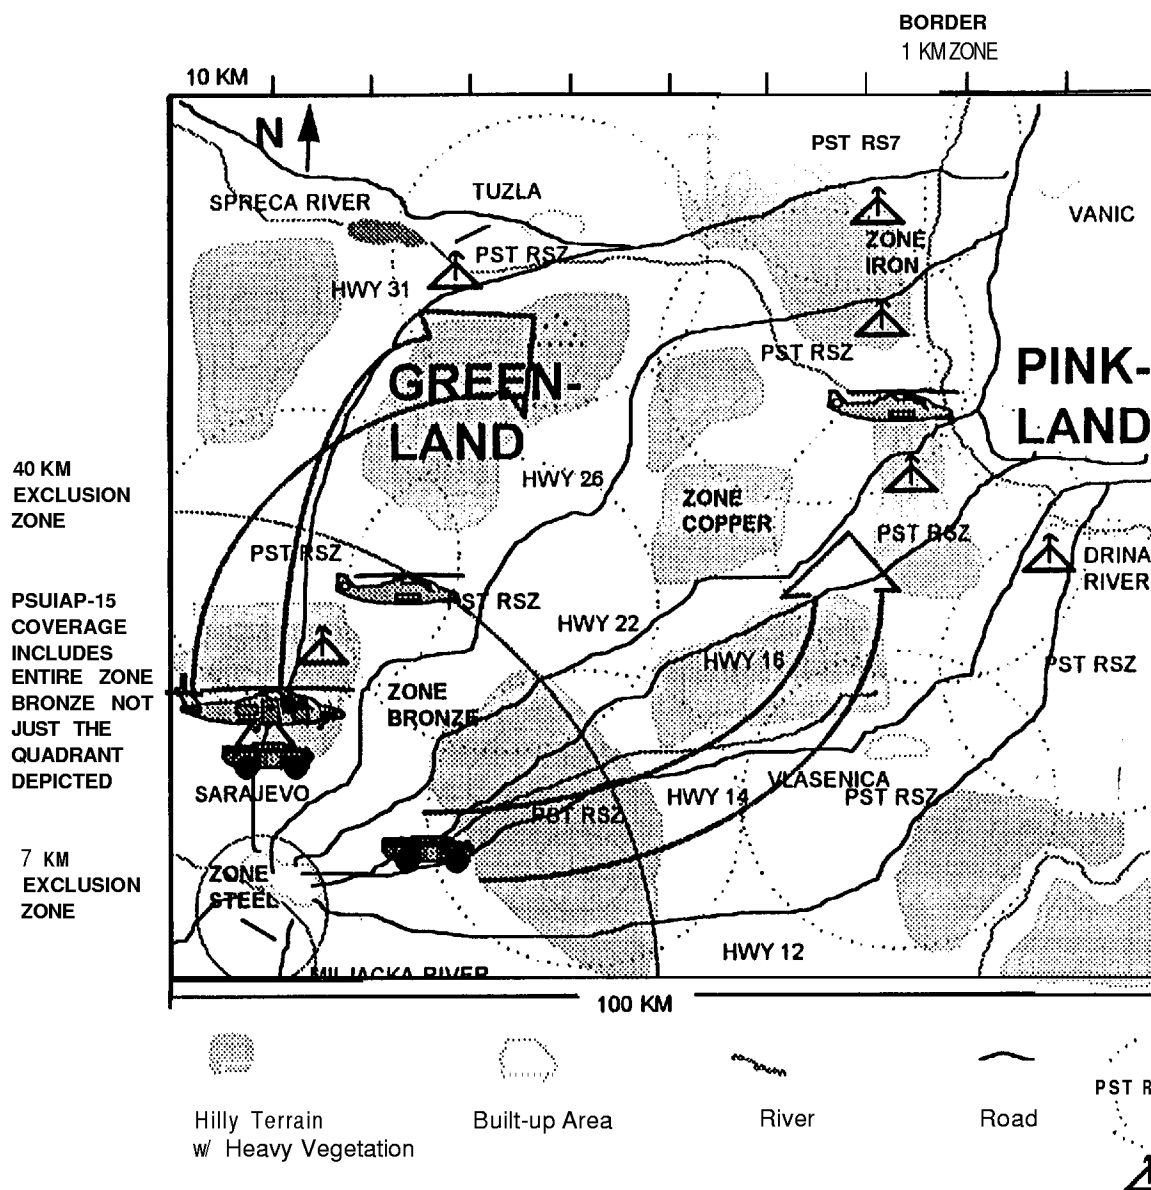 BORDER
1 KM ZONE
10 KM
N
PST RS7
SPRECA RIVER
TUZLA
VANIC
PST RSZ
ZONE
IRON
HWY 31
PST RSZ
GREEN-
LAND
PINK-
LAND
40 KM
EXCLUSION
ZONE
HWY 26
ZONE
COPPER
PST RSZ
PST RSZ
DRINA
RIVER
PSUIAP-15
COVERAGE
INCLUDES
ENTIRE ZONE
BRONZE NOT
JUST THE
QUADRANT
DEPICTED
PST RSZ
HWY 22
HWY 16
PST RSZ
ZONE
BRONZE
SARAJEVO
VLASENICA
HWY 14
PST RSZ
PST RSZ
7 KM
EXCLUSION
ZONE
ZONE
STEEL
HWY 12
MILJACKA RIVER
100 KM
PST R
Hilly Terrain
w/ Heavy Vegetation
Built-up Area
River
Road